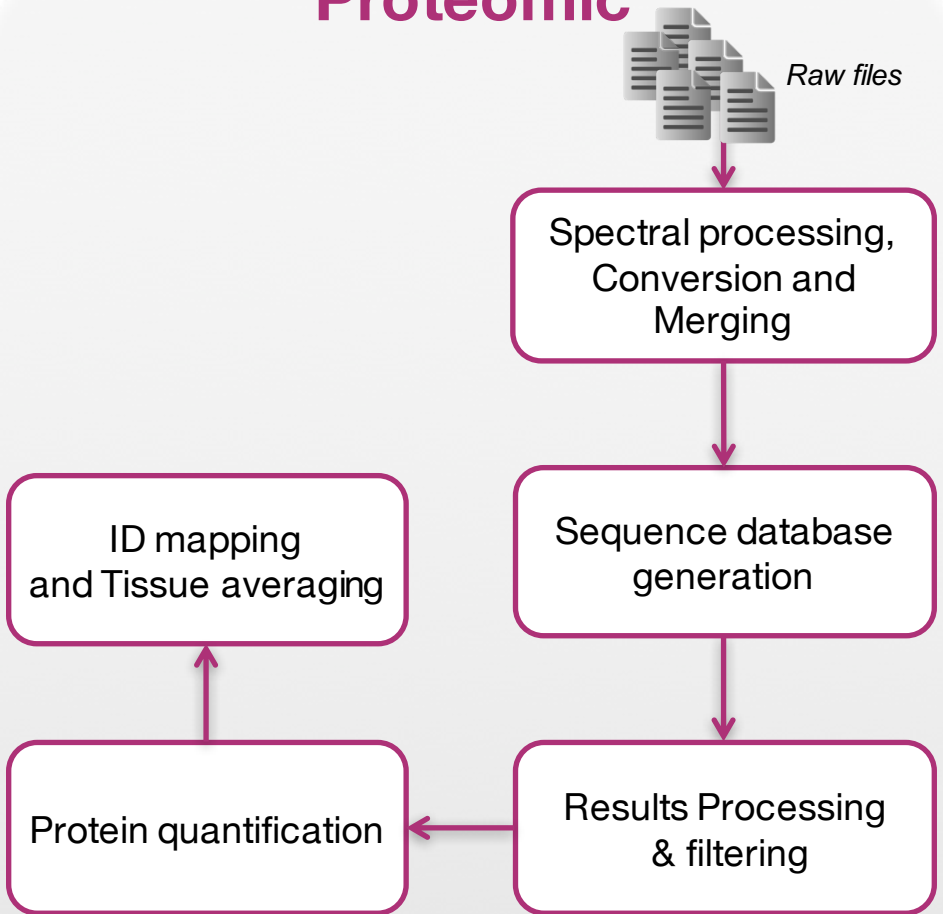 Proteomic
Raw files
Spectral processing,
Conversion and
Merging
Sequence database
generation
Results Processing
& filtering
Protein quantification
ID mapping
and Tissue averaging